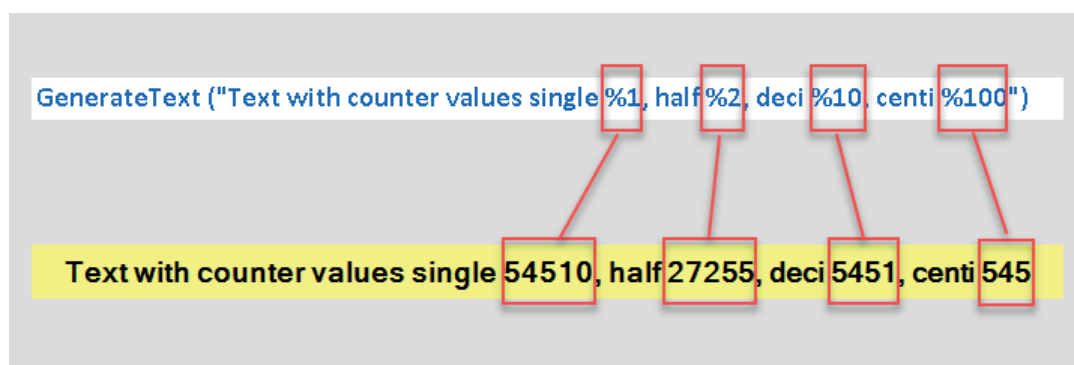 GenerateText ("Text with counter values single %1, half %2, deci %10, centi %100")
Text with counter values single 54510, half 27255, deci 5451, centi 545